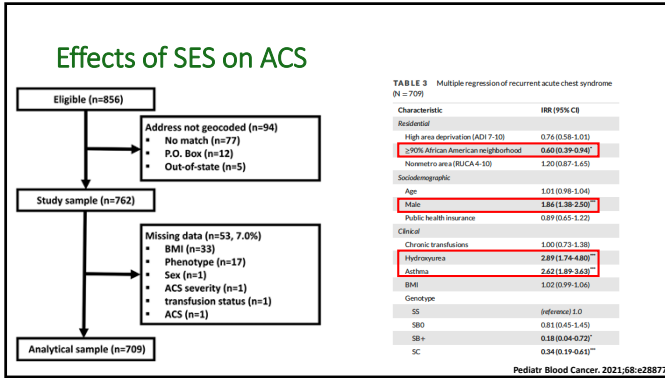 Effects of SES on ACS
Eligible (n=856)
Address not geocoded (n=94)
▪ No match (n=77)
▪ P.O. Box (n=12)
▪ Out-of-state (n=5)
Study sample (n=762)
Missing data (n=53, 7.0%)
▪ BMI (n=33)
▪ Phenotype (n=17)
▪ Sex (n=1)
▪ ACS severity (n=1)
▪ transfusion status (n=1)
▪ ACS (n=1)
Analytical sample (n=709)
TABLE 3 Multiple regression of recurrent acute chest syndrome
(N = 709)
Characteristic IRR (95% CI)
Residential
High area deprivation (ADI 7-10) 0.76 (0.58-1.01)
≥90% African American neighborhood 0.60 (0.39-0.94)*
Nonmetro area (RUCA 4-10) 1.20 (0.87-1.65)
Sociodemographic
Age 1.01 (0.98-1.04)
Male 1.86 (1.38-2.50)***
Public health insurance 0.89 (0.65-1.22)
Clinical
Chronic transfusions 1.00 (0.73-1.38)
Hydroxyurea 2.89 (1.74-4.80)***
Asthma 2.62 (1.89-3.63)***
BMI 1.02 (0.99-1.06)
Genotype
SS (reference) 1.0
SB0 0.81 (0.45-1.45)
SB+ 0.18 (0.04-0.72)*
SC 0.34 (0.19-0.61)***
Pediatr Blood Cancer. 2021;68:e28877